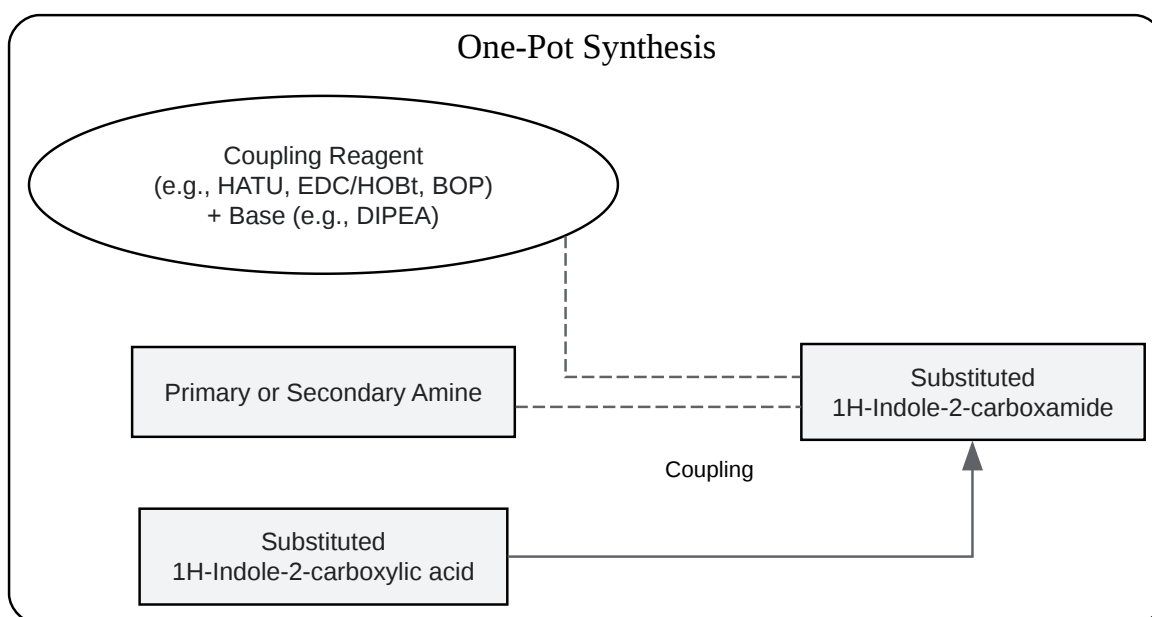 One-Pot Synthesis
Coupling Reagent
(e.g., HATU, EDC/HOBt, BOP)
+ Base (e.g., DIPEA)
Primary or Secondary Amine
Substituted
1H-Indole-2-carboxamide
Coupling
Substituted
1H-Indole-2-carboxylic acid